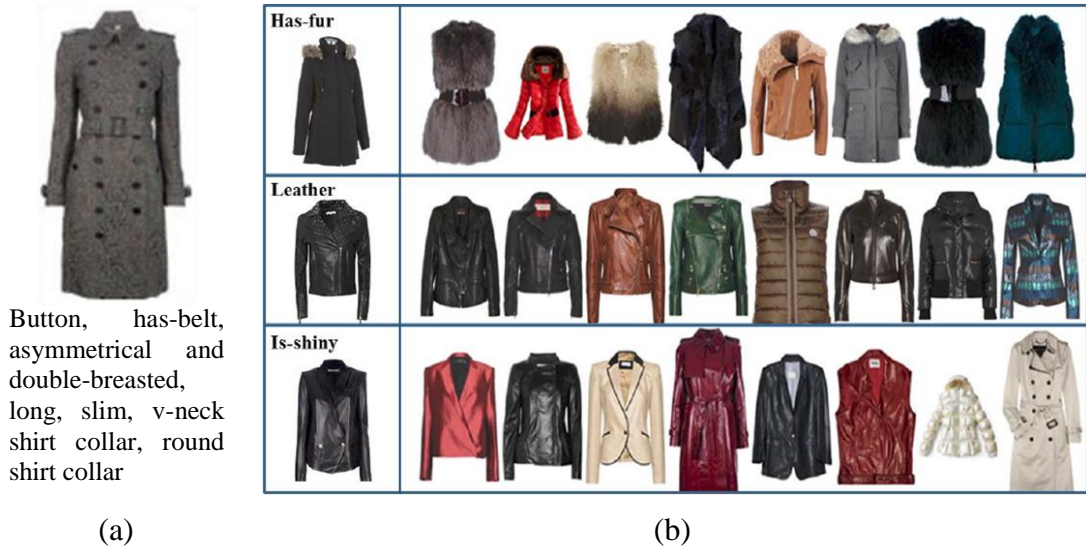 Button, has-belt,
asymmetrical and
double-breasted,
long, slim, v-neck
shirt collar, round
shirt collar
(a)
Has-fur
Leather
Is-shiny
(b)